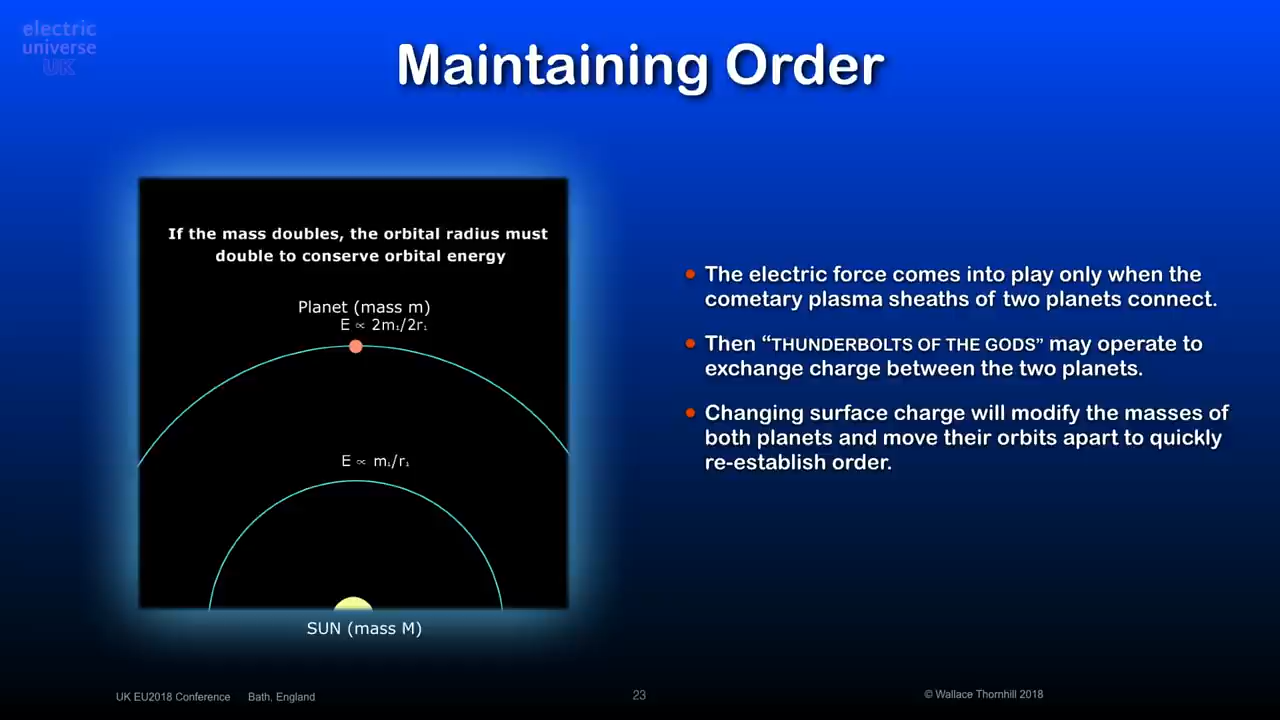 electric
universe
UK
Maintaining Order
If the mass doubles, the orbital radius must
double to conserve orbital energy
Planet (mass m)
E ∝ 2m₁/2r₁
E ∝ m₁/r₁
SUN (mass M)
• The electric force comes into play only when the
cometary plasma sheaths of two planets connect.
• Then “THUNDERBOLTS OF THE GODS” may operate to
exchange charge between the two planets.
• Changing surface charge will modify the masses of
both planets and move their orbits apart to quickly
re-establish order.
UK EU2018 Conference Bath, England
23
© Wallace Thornhill 2018